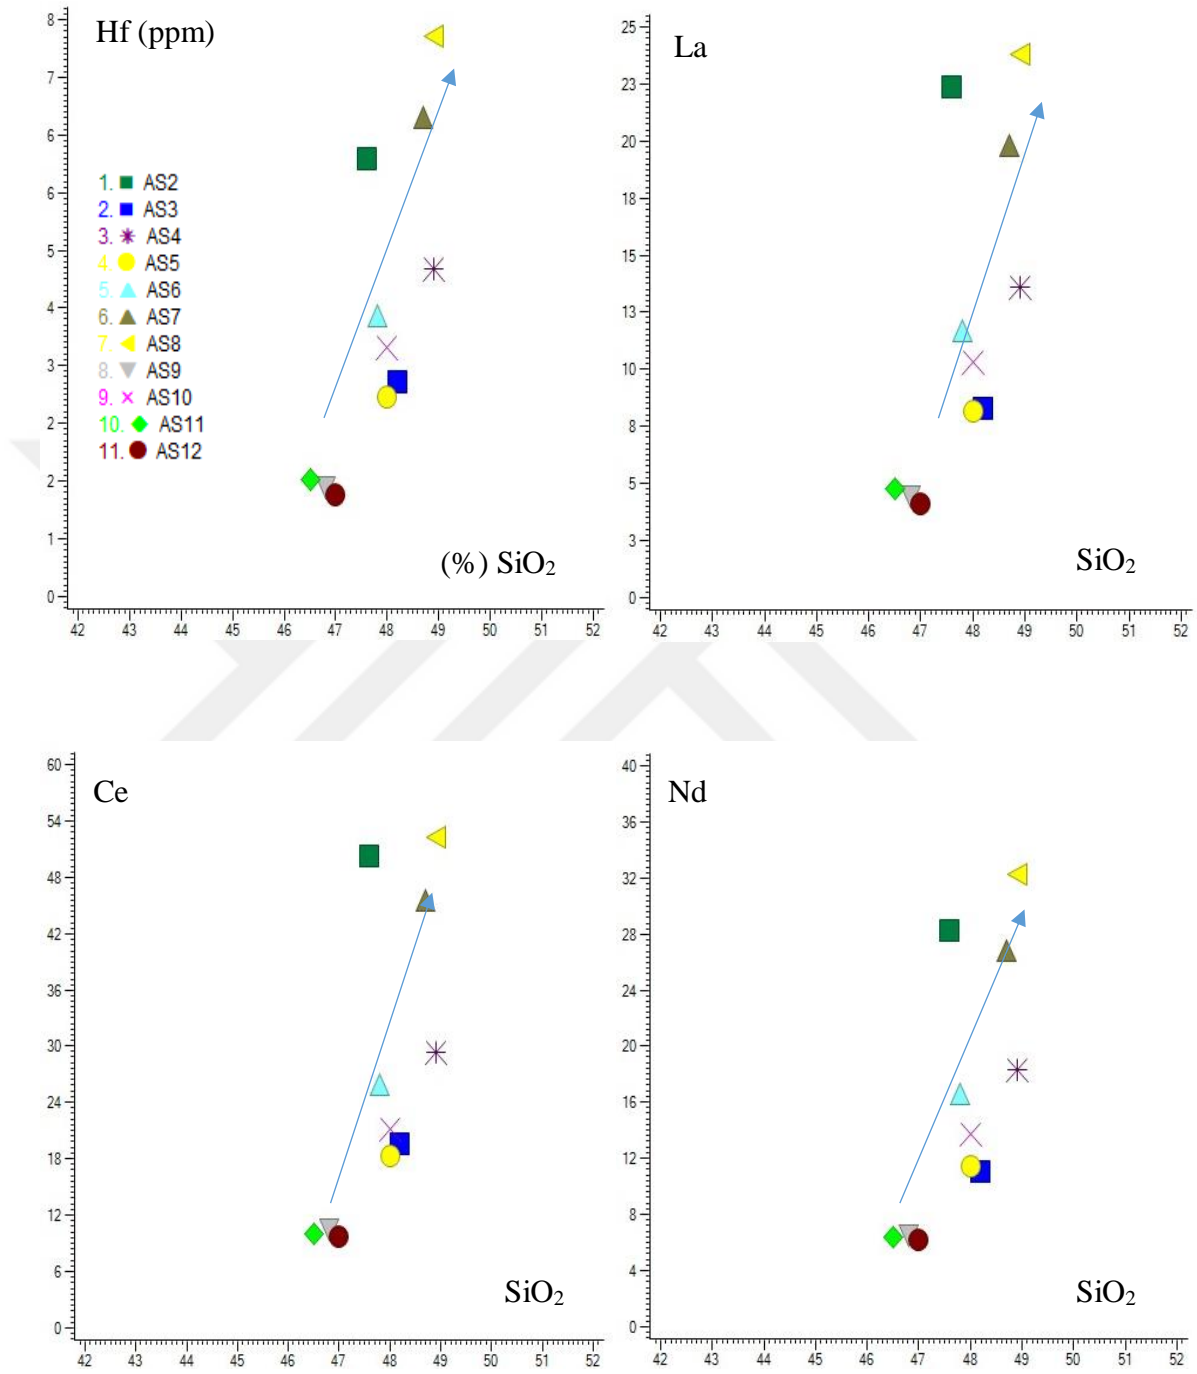 Hf (ppm)
8
7
6
6
5
4
3
2
2
1
0
1. AS2
2. AS3
3. AS4
4. AS5
5. AS6
6. AS7
7. AS8
8. AS9
9. AS10
10. AS11
11. AS12
(%) SiO₂
42 43 44 45 46 47 48 49 50 51 52
La
25
23
20
18
15
13
10
8
5
3
0
SiO₂
42 43 44 45 46 47 48 49 50 51 52
Ce
60
54
48
42
36
30
24
18
12
6
0
SiO₂
42 43 44 45 46 47 48 49 50 51 52
Nd
40
36
32
28
24
20
16
12
8
4
0
SiO₂
42 43 44 45 46 47 48 49 50 51 52